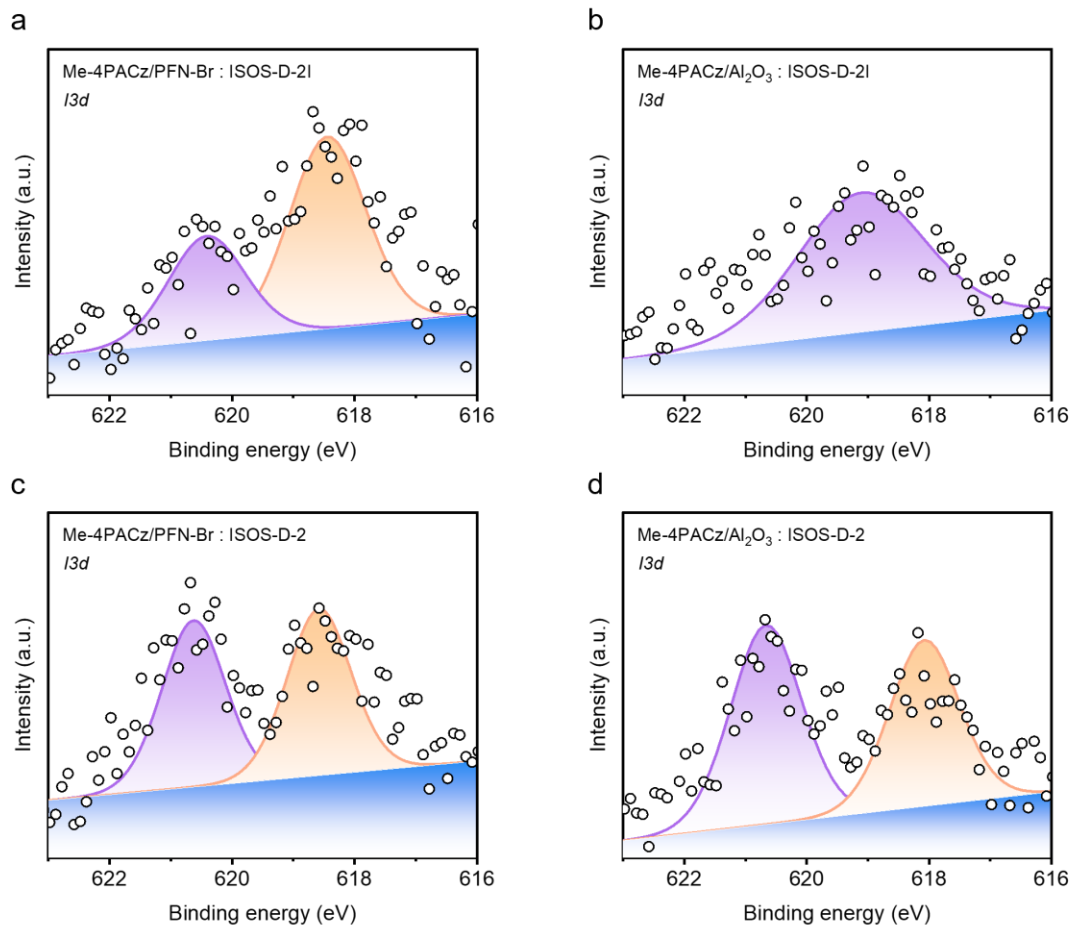 a
Me-4PACz/PFN-Br : ISOS-D-2I
I3d
Intensity (a.u.)
622 620 618 616
Binding energy (eV)
b
Me-4PACz/Al₂O₃ : ISOS-D-2I
I3d
Intensity (a.u.)
622 620 618 616
Binding energy (eV)
c
Me-4PACz/PFN-Br : ISOS-D-2
I3d
Intensity (a.u.)
622 620 618 616
Binding energy (eV)
d
Me-4PACz/Al₂O₃ : ISOS-D-2
I3d
Intensity (a.u.)
622 620 618 616
Binding energy (eV)